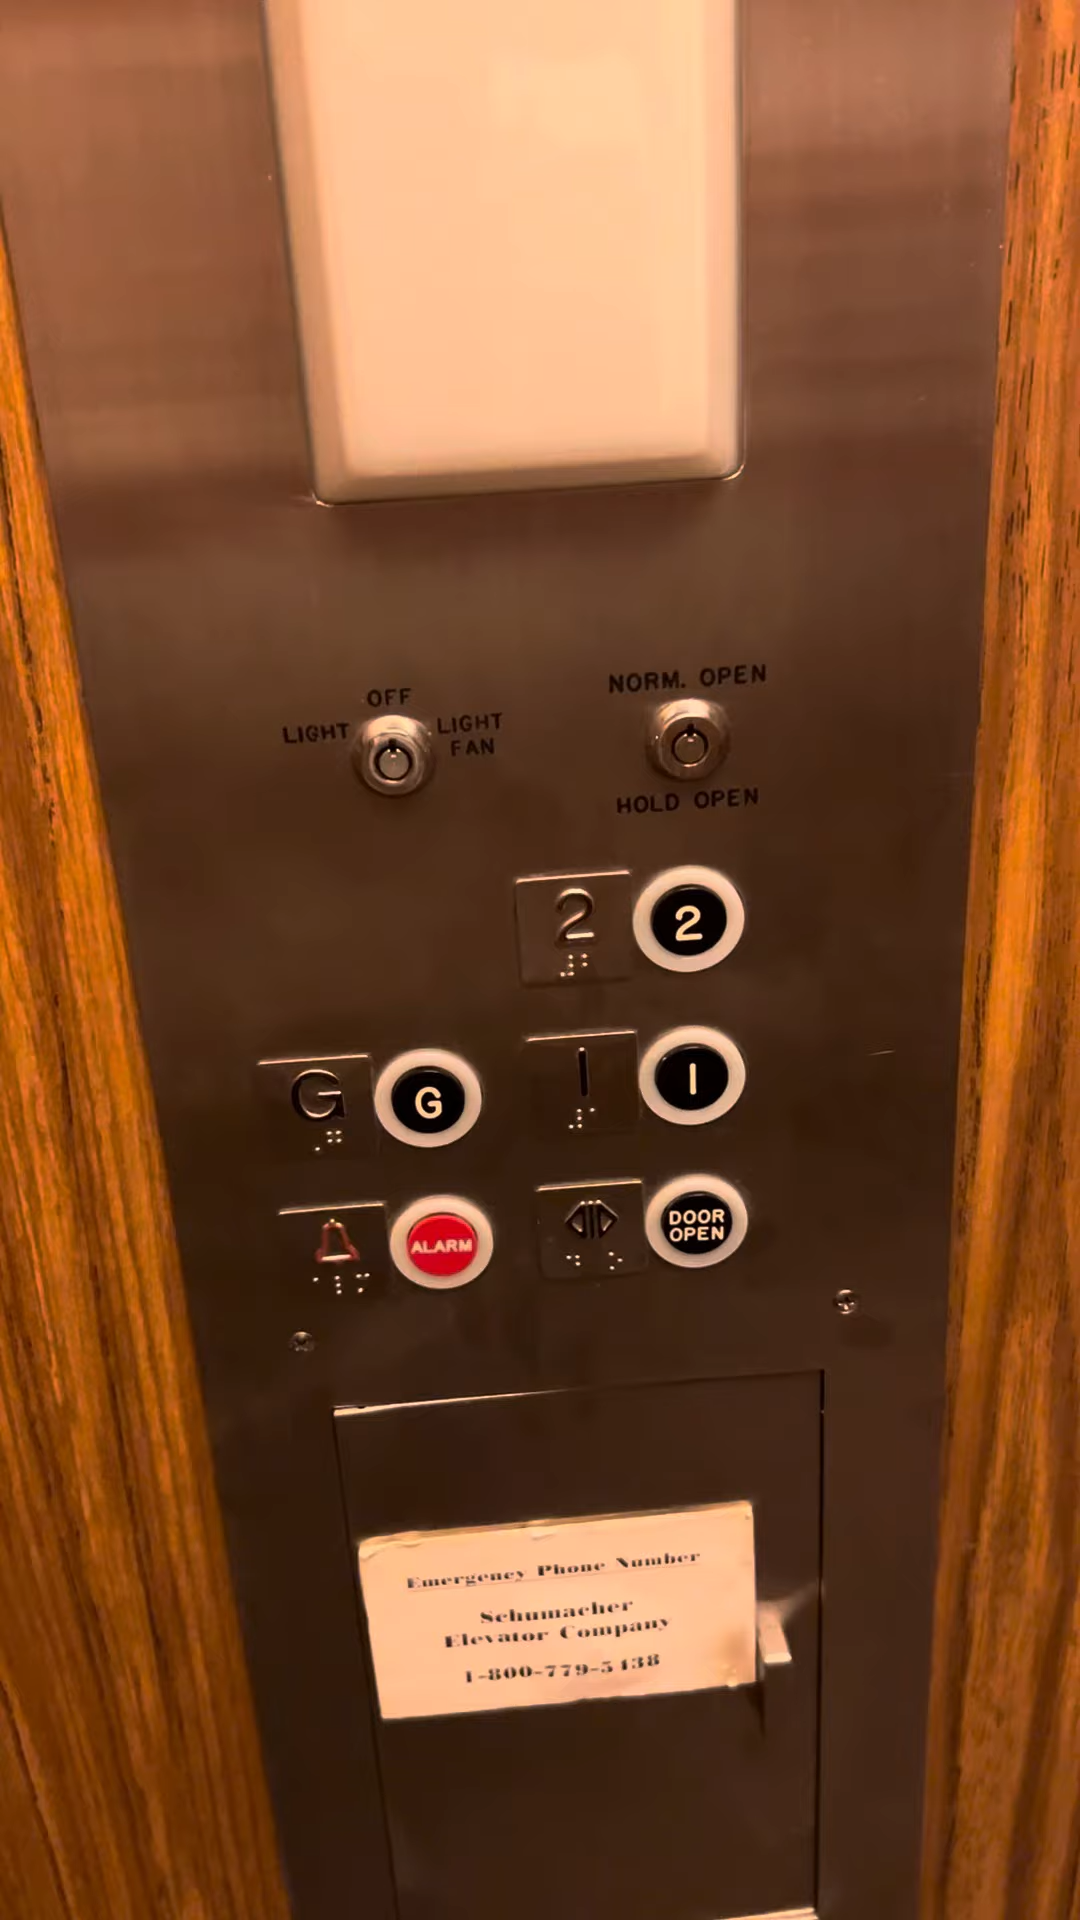 OFF
LIGHT
LIGHT
FAN
NORM. OPEN
HOLD OPEN
2 2
G G
1 1
ALARM
DOOR
OPEN
Emergency Phone Number
Schumacher
Elevator Company
1-800-779-5438